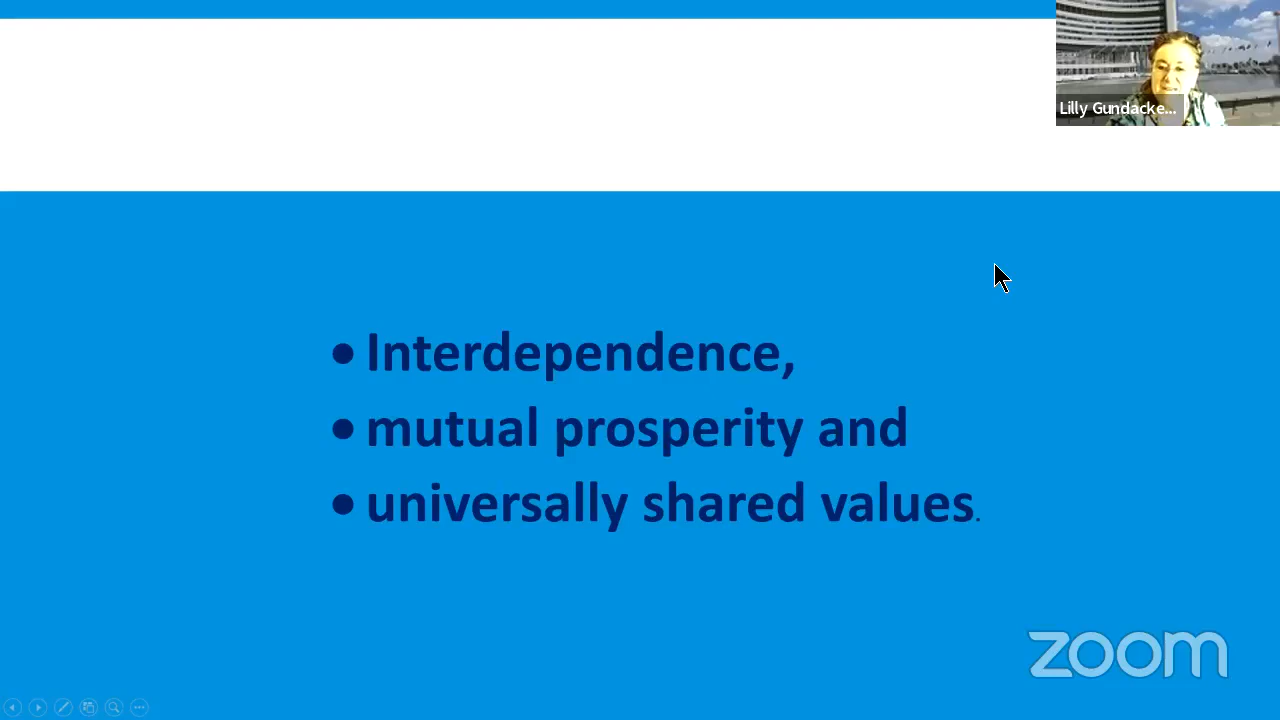 Lilly Gundacke...
• Interdependence,
• mutual prosperity and
• universally shared values.
zoom